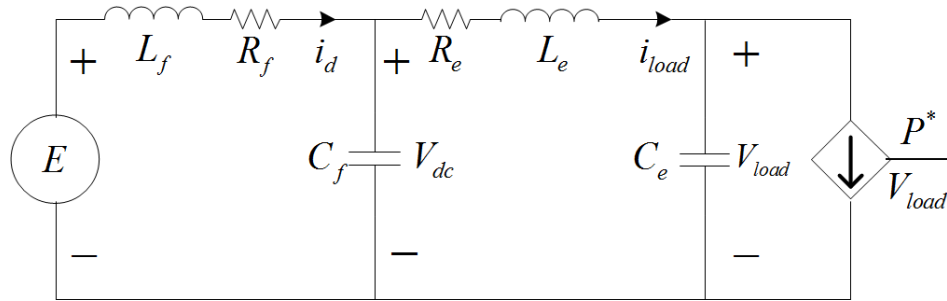 + L_f R_f i_d + R_e L_e i_load +
E C_f V_dc C_e V_load P^*
V_load
− − −